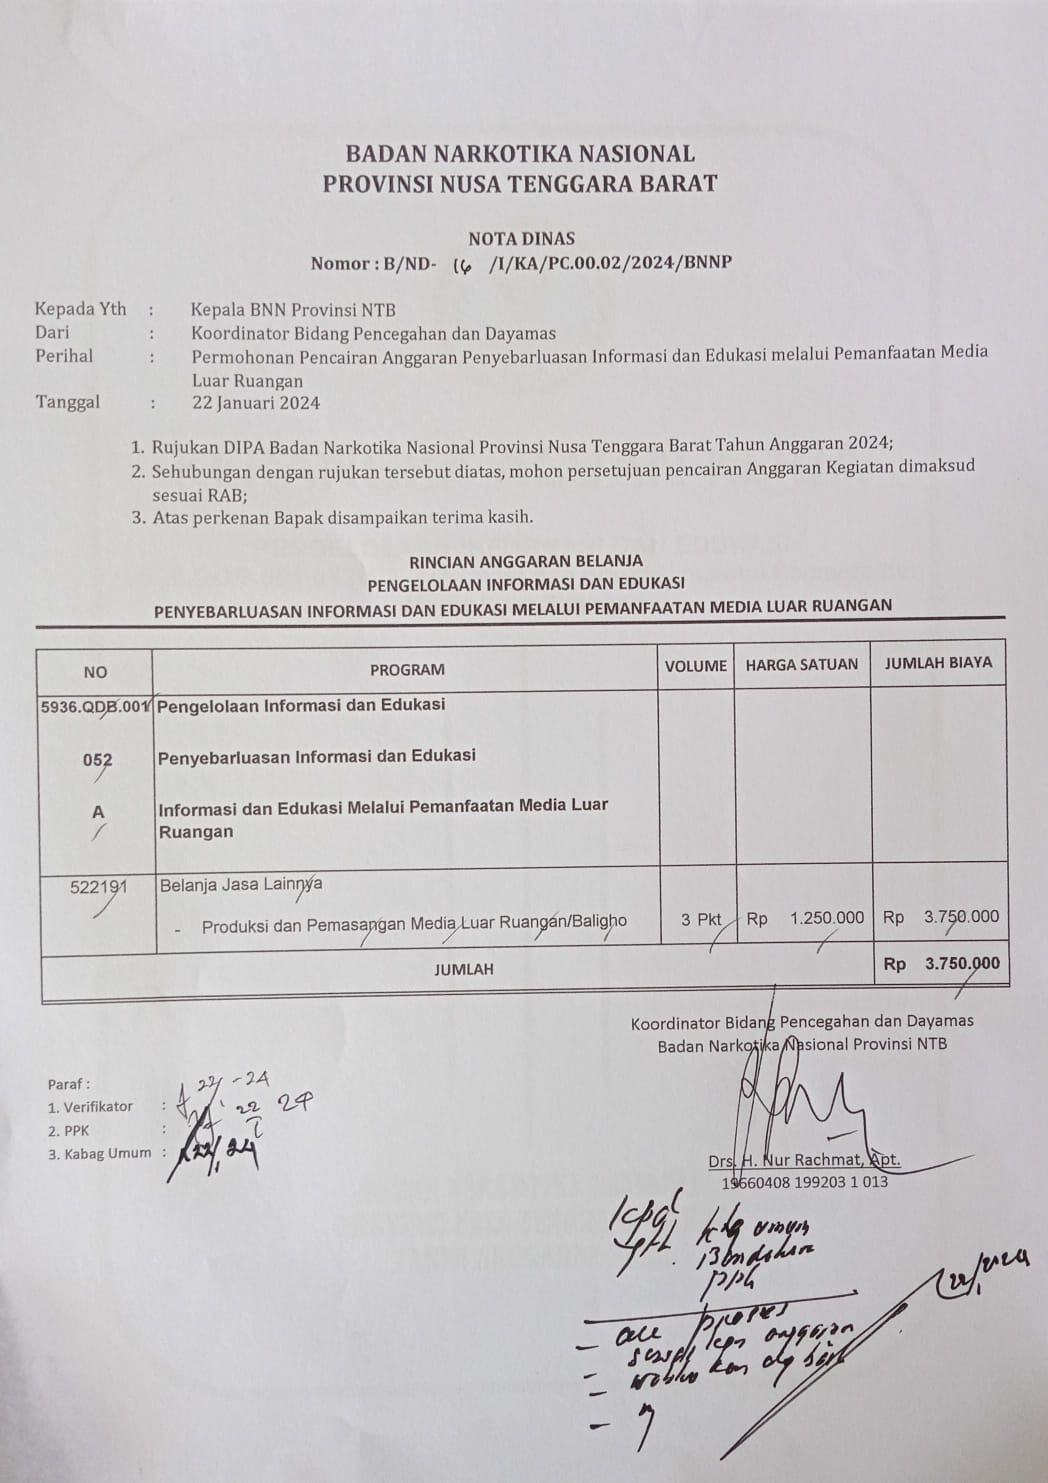 BADAN NARKOTIKA NASIONAL
PROVINSI NUSA TENGGARA BARAT
NOTA DINAS
Nomor : B/ND- 16 /I/KA/PC.00.02/2024/BNNP
Kepada Yth : Kepala BNN Provinsi NTB
Dari : Koordinator Bidang Pencegahan dan Dayamas
Perihal : Permohonan Pencairan Anggaran Penyebarluasan Informasi dan Edukasi melalui Pemanfaatan Media
Luar Ruangan
Tanggal : 22 Januari 2024
1. Rujukan DIPA Badan Narkotika Nasional Provinsi Nusa Tenggara Barat Tahun Anggaran 2024;
2. Sehubungan dengan rujukan tersebut diatas, mohon persetujuan pencairan Anggaran Kegiatan dimaksud
sesuai RAB;
3. Atas perkenan Bapak disampaikan terima kasih.
RINCIAN ANGGARAN BELANJA
PENGELOLAAN INFORMASI DAN EDUKASI
PENYEBARLUASAN INFORMASI DAN EDUKASI MELALUI PEMANFAATAN MEDIA LUAR RUANGAN
NO PROGRAM VOLUME HARGA SATUAN JUMLAH BIAYA
5936.QDB.001 Pengelolaan Informasi dan Edukasi
052 Penyebarluasan Informasi dan Edukasi
A Informasi dan Edukasi Melalui Pemanfaatan Media Luar
Ruangan
522191 Belanja Jasa Lainnya
- Produksi dan Pemasangan Media Luar Ruangan/Baligho 3 Pkt Rp 1.250.000 Rp 3.750.000
JUMLAH Rp 3.750.000
Koordinator Bidang Pencegahan dan Dayamas
Badan Narkotika Nasional Provinsi NTB
Paraf :
1. Verifikator : 22/ -24
2. PPK : 22 24
3. Kabag Umum : 22/1 24
Drs. H. Nur Rachmat, Apt.
19660408 199203 1 013
Kpd
Yth Kbg umum
Bendahara
PPK
- acc proses
- sesuai anggaran
-
-
22/1 2024